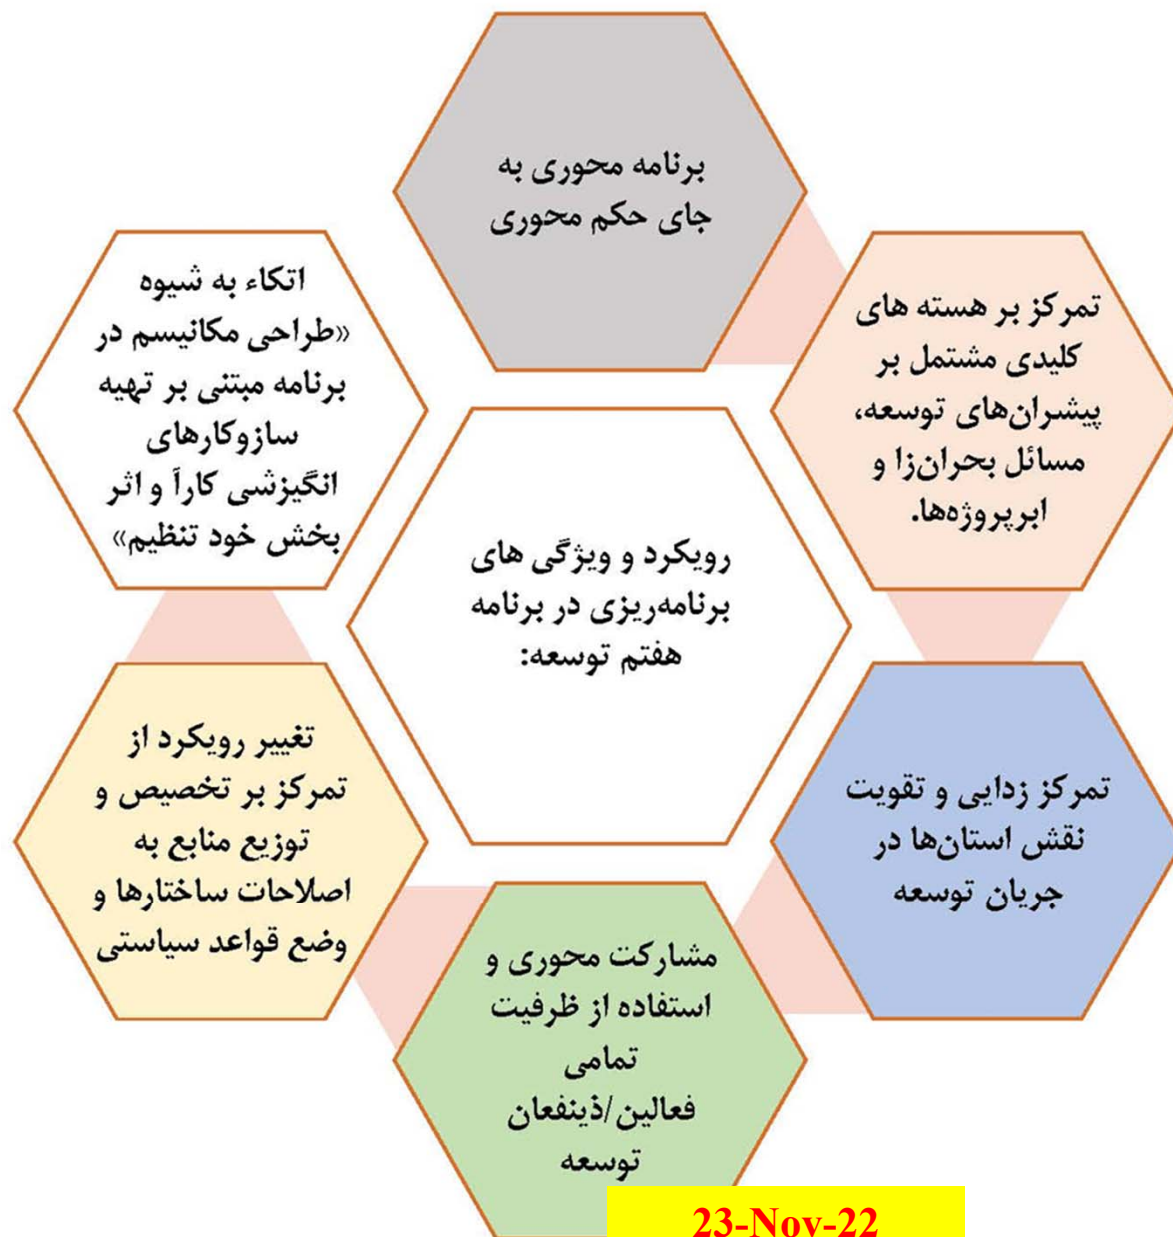 برنامه محوری به
جای حکم محوری
تمرکز بر هسته های
کلیدی مشتمل بر
پیشران‌های توسعه،
مسائل بحران‌زا و
ابرپروژه‌ها.
تمرکز زدایی و تقویت
نقش استان‌ها در
جریان توسعه
مشارکت محوری و
استفاده از ظرفیت
تمامی
فعالین/ذینفعان
توسعه
تغییر رویکرد از
تمرکز بر تخصیص و
توزیع منابع به
اصلاحات ساختارها و
وضع قواعد سیاستی
اتکاء به شیوه
«طراحی مکانیسم در
برنامه مبتنی بر تهیه
سازوکارهای
انگیزشی کارآ و اثر
بخش خود تنظیم»
رویکرد و ویژگی های
برنامه‌ریزی در برنامه
هفتم توسعه:
23-Nov-22